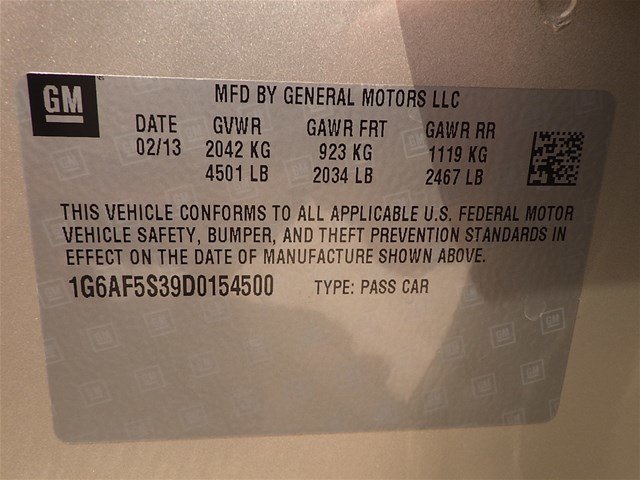 GM
MFD BY GENERAL MOTORS LLC
DATE GVWR GAWR FRT GAWR RR
02/13 2042 KG 923 KG 1119 KG
4501 LB 2034 LB 2467 LB
THIS VEHICLE CONFORMS TO ALL APPLICABLE U.S. FEDERAL MOTOR
VEHICLE SAFETY, BUMPER, AND THEFT PREVENTION STANDARDS IN
EFFECT ON THE DATE OF MANUFACTURE SHOWN ABOVE.
1G6AF5S39D0154500 TYPE: PASS CAR